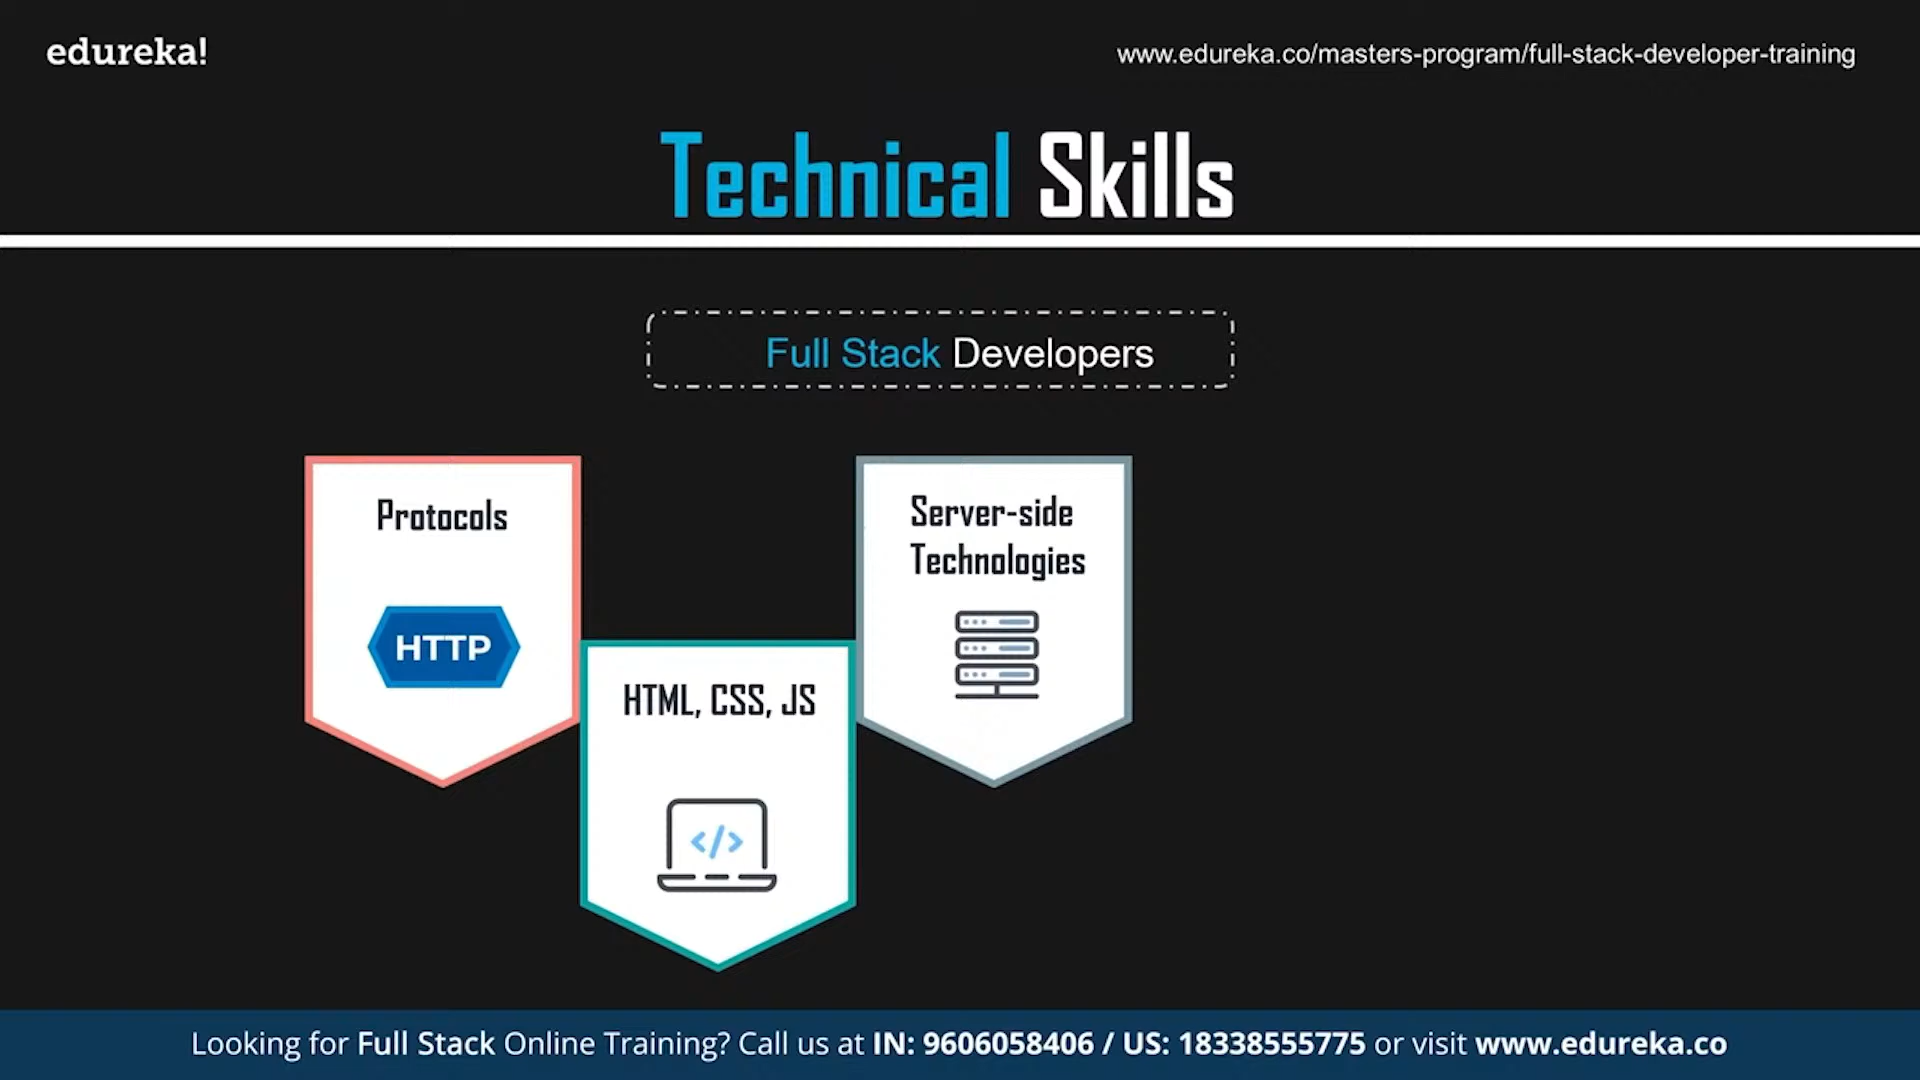 edureka!
www.edureka.co/masters-program/full-stack-developer-training
Technical Skills
Full Stack Developers
Protocols
HTTP
HTML, CSS, JS
</>
Server-side
Technologies
Looking for Full Stack Online Training? Call us at IN: 9606058406 / US: 18338555775 or visit www.edureka.co